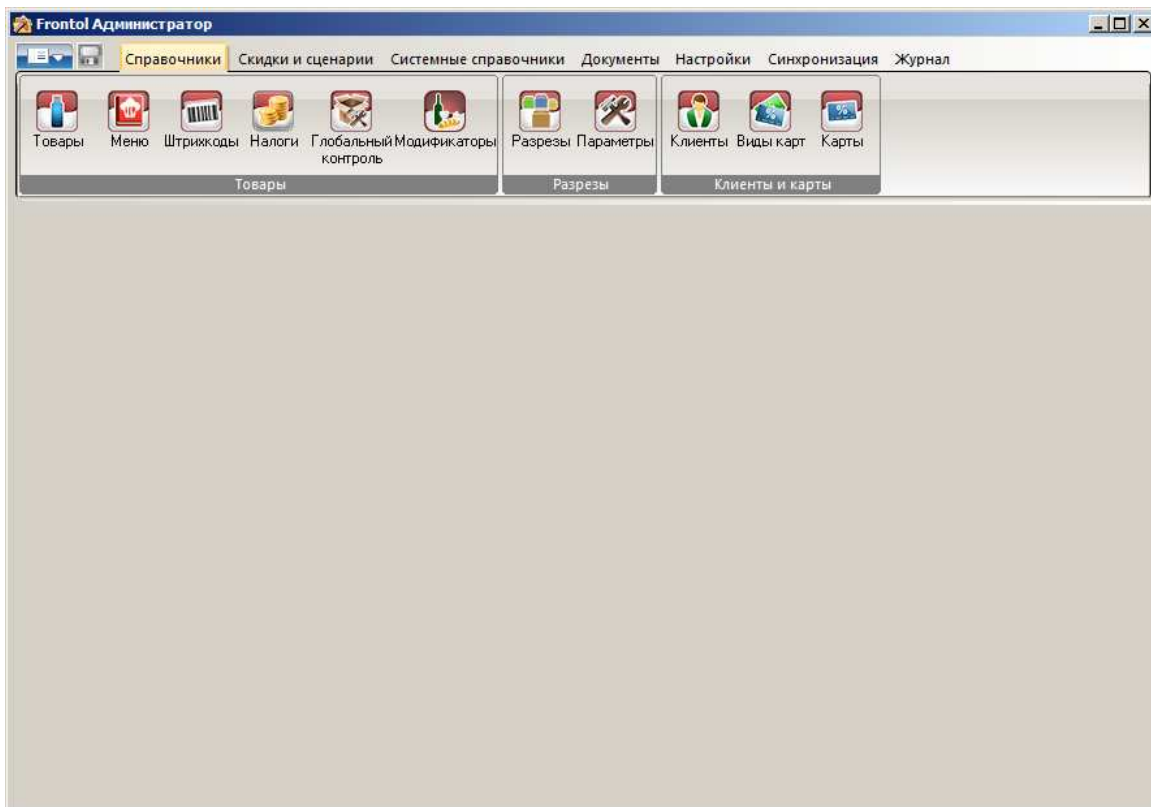 Frontol Администратор
Справочники Скидки и сценарии Системные справочники Документы Настройки Синхронизация Журнал
Товары Меню Штрихкоды Налоги Глобальный контроль Модификаторы Разрезы Параметры Клиенты Виды карт Карты
Товары Разрезы Клиенты и карты